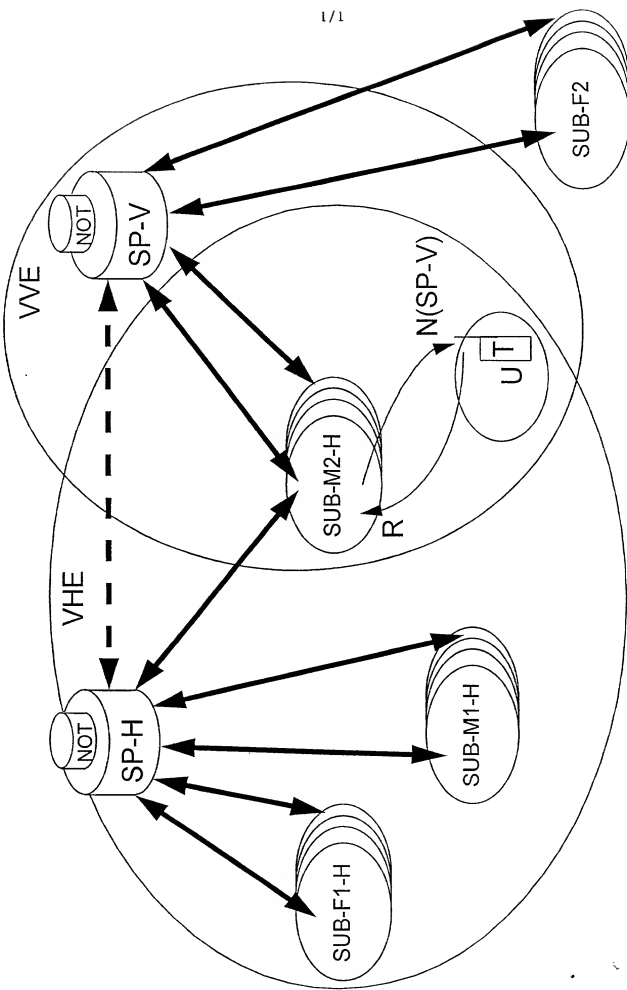 1/1
VVE
NOT
SP-V
SUB-F2
N(SP-V)
U
T
SUB-M2-H
R
VHE
NOT
SP-H
SUB-M1-H
SUB-F1-H